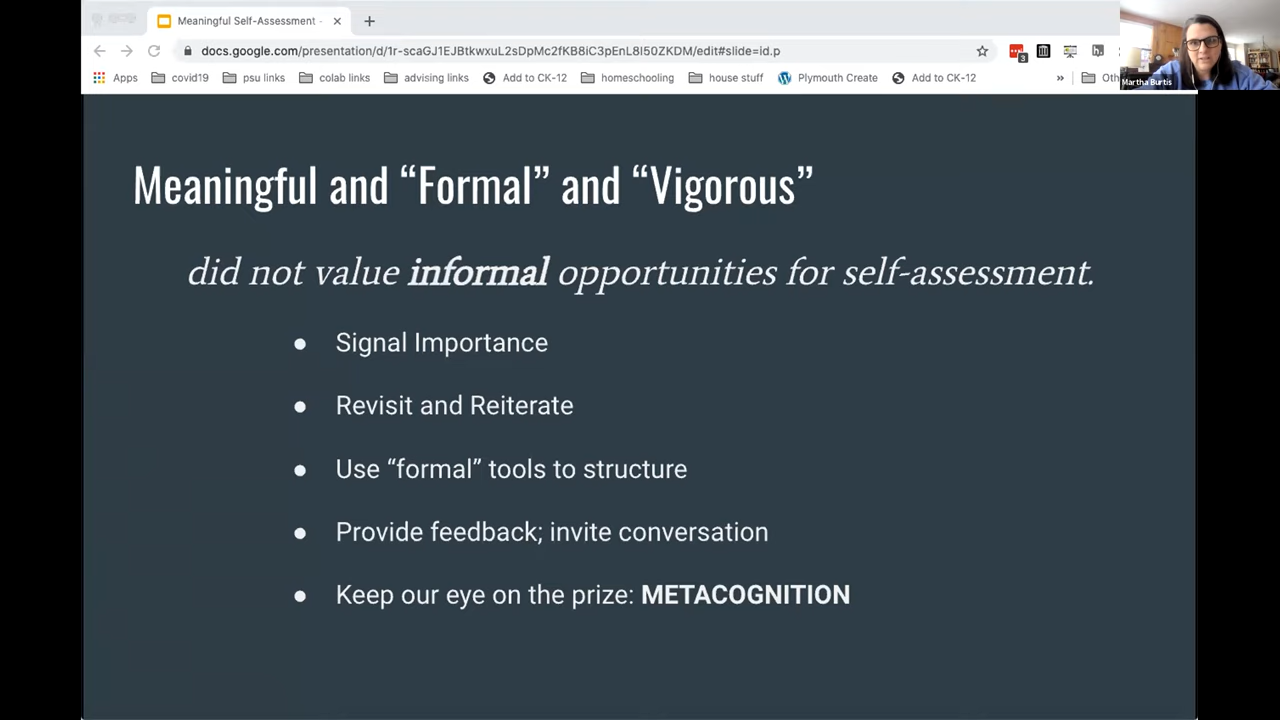 Meaningful Self-Assessment -
docs.google.com/presentation/d/1r-scaGJ1EJBtkwxuL2sDpMc2fKB8iC3pEnL8I50ZKDM/edit#slide=id.p
3
Apps covid19 psu links colab links advising links Add to CK-12 homeschooling house stuff Plymouth Create Add to CK-12 » Oth
Martha Burtis
Meaningful and “Formal” and “Vigorous”
did not value informal opportunities for self-assessment.
● Signal Importance
● Revisit and Reiterate
● Use “formal” tools to structure
● Provide feedback; invite conversation
● Keep our eye on the prize: METACOGNITION